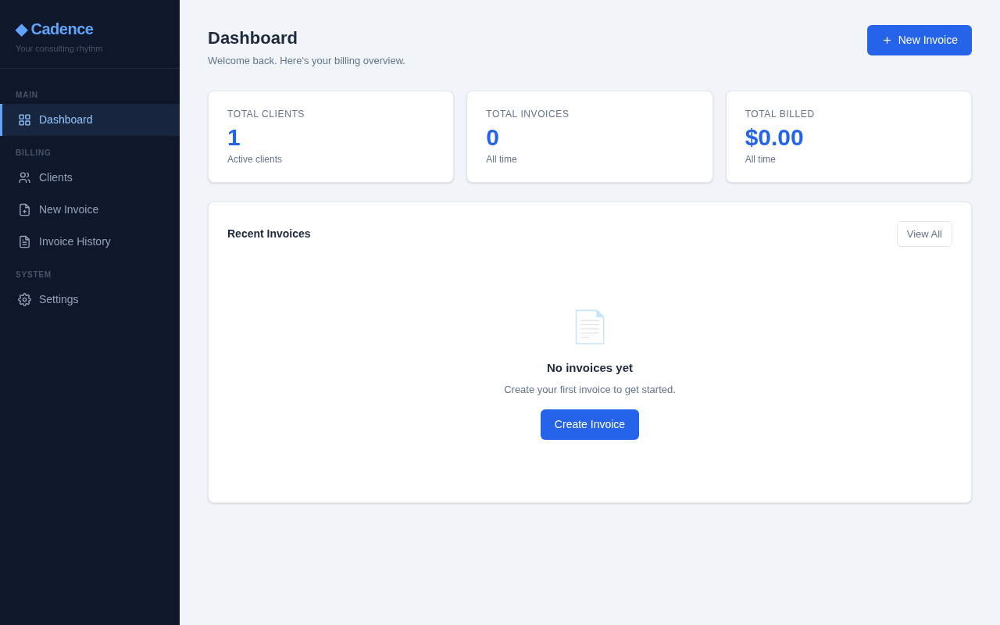 ◆ Cadence
Your consulting rhythm
MAIN
Dashboard
BILLING
Clients
New Invoice
Invoice History
SYSTEM
Settings
Dashboard
Welcome back. Here's your billing overview.
+ New Invoice
TOTAL CLIENTS
1
Active clients
TOTAL INVOICES
0
All time
TOTAL BILLED
$0.00
All time
Recent Invoices
View All
No invoices yet
Create your first invoice to get started.
Create Invoice